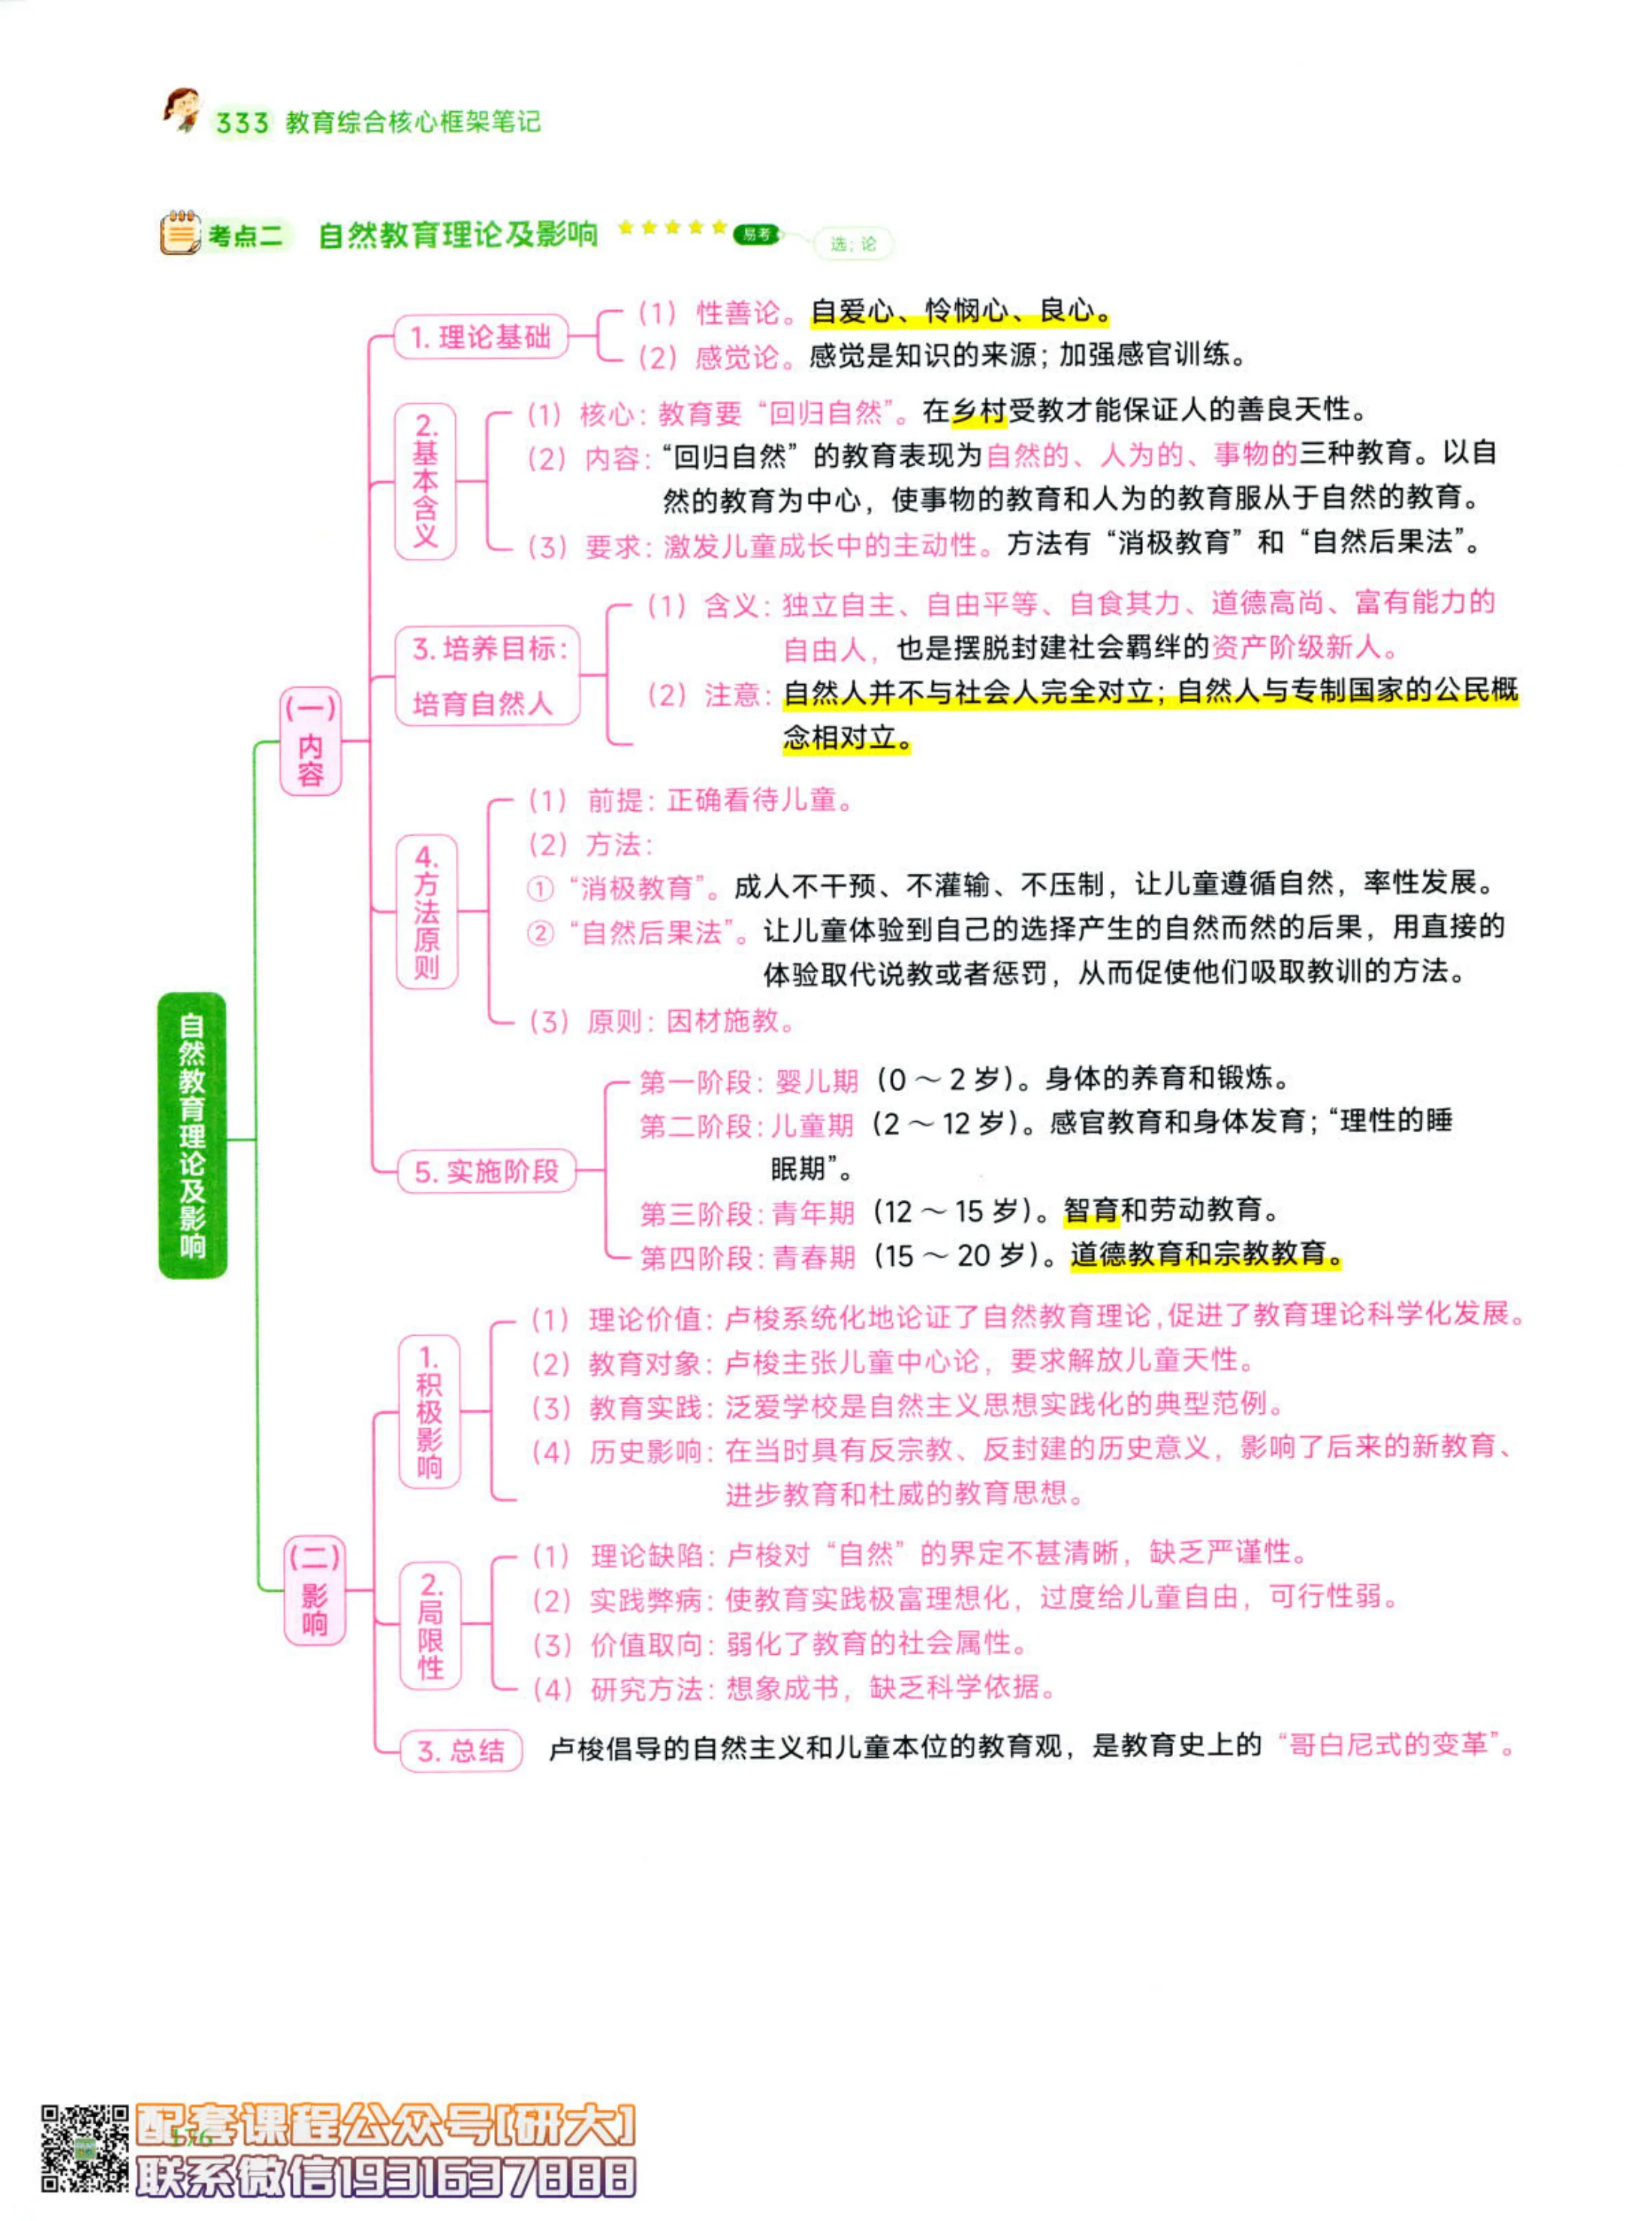 333 教育综合核心框架笔记
考点二 自然教育理论及影响 易考 选；论
自然教育理论及影响
(一)内容
1. 理论基础
(1) 性善论。自爱心、怜悯心、良心。
(2) 感觉论。感觉是知识的来源；加强感官训练。
2. 基本含义
(1) 核心：教育要“回归自然”。在乡村受教才能保证人的善良天性。
(2) 内容：“回归自然”的教育表现为自然的、人为的、事物的三种教育。以自
然的教育为中心，使事物的教育和人为的教育服从于自然的教育。
(3) 要求：激发儿童成长中的主动性。方法有“消极教育”和“自然后果法”。
3. 培养目标：
培育自然人
(1) 含义：独立自主、自由平等、自食其力、道德高尚、富有能力的
自由人，也是摆脱封建社会羁绊的资产阶级新人。
(2) 注意：自然人并不与社会人完全对立；自然人与专制国家的公民概
念相对立。
4. 方法原则
(1) 前提：正确看待儿童。
(2) 方法：
① “消极教育”。成人不干预、不灌输、不压制，让儿童遵循自然，率性发展。
② “自然后果法”。让儿童体验到自己的选择产生的自然而然的后果，用直接的
体验取代说教或者惩罚，从而促使他们吸取教训的方法。
(3) 原则：因材施教。
5. 实施阶段
第一阶段：婴儿期（0～2岁）。身体的养育和锻炼。
第二阶段：儿童期（2～12岁）。感官教育和身体发育；“理性的睡
眠期”。
第三阶段：青年期（12～15岁）。智育和劳动教育。
第四阶段：青春期（15～20岁）。道德教育和宗教教育。
(二)影响
1. 积极影响
(1) 理论价值：卢梭系统化地论证了自然教育理论，促进了教育理论科学化发展。
(2) 教育对象：卢梭主张儿童中心论，要求解放儿童天性。
(3) 教育实践：泛爱学校是自然主义思想实践化的典型范例。
(4) 历史影响：在当时具有反宗教、反封建的历史意义，影响了后来的新教育、
进步教育和杜威的教育思想。
2. 局限性
(1) 理论缺陷：卢梭对“自然”的界定不甚清晰，缺乏严谨性。
(2) 实践弊病：使教育实践极富理想化，过度给儿童自由，可行性弱。
(3) 价值取向：弱化了教育的社会属性。
(4) 研究方法：想象成书，缺乏科学依据。
3. 总结
卢梭倡导的自然主义和儿童本位的教育观，是教育史上的“哥白尼式的变革”。
176
配套课程公众号[研大]
联系微信1931637888